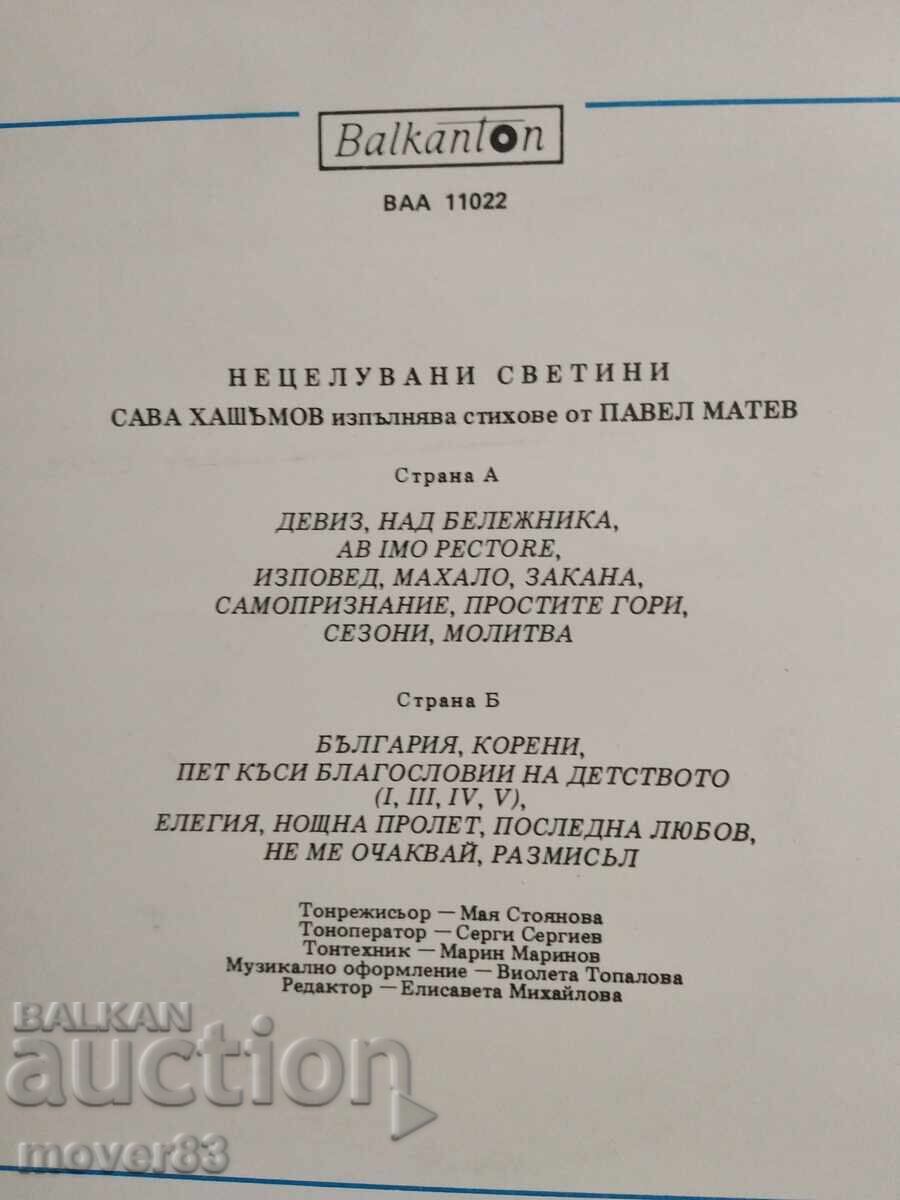 Balkanton
ВАА 11022
НЕЦЕЛУВАНИ СВЕТИНИ
САВА ХАШЪМОВ изпълнява стихове от ПАВЕЛ МАТЕВ
Страна А
ДЕВИЗ, НАД БЕЛЕЖНИКА,
AB IMO PECTORE,
ИЗПОВЕД, МАХАЛО, ЗАКАНА,
САМОПРИЗНАНИЕ, ПРОСТИТЕ ГОРИ,
СЕЗОНИ, МОЛИТВА
Страна Б
БЪЛГАРИЯ, КОРЕНИ,
ПЕТ КЪСИ БЛАГОСЛОВИИ НА ДЕТСТВОТО
(I, III, IV, V),
ЕЛЕГИЯ, НОЩНА ПРОЛЕТ, ПОСЛЕДНА ЛЮБОВ,
НЕ МЕ ОЧАКВАЙ, РАЗМИСЪЛ
Тонрежисьор — Мая Стоянова
Тоноператор — Серги Сергиев
Тонтехник — Марин Маринов
Музикално оформление — Виолета Топалова
Редактор — Елисавета Михайлова
BALKAN
auction
mover83